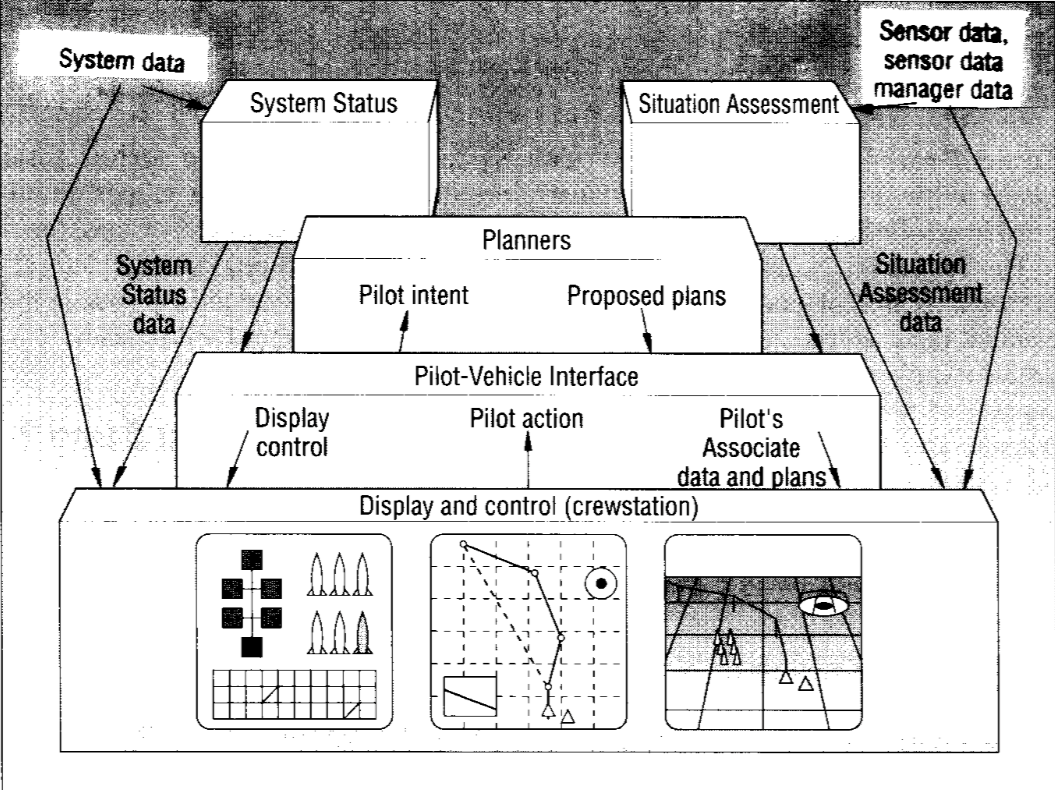 System data
Sensor data,
sensor data
manager data
System Status
Situation Assessment
Planners
System
Status
data
Pilot intent
Proposed plans
Situation
Assessment
data
Pilot-Vehicle Interface
Display
control
Pilot action
Pilot's
Associate
data and plans
Display and control (crewstation)